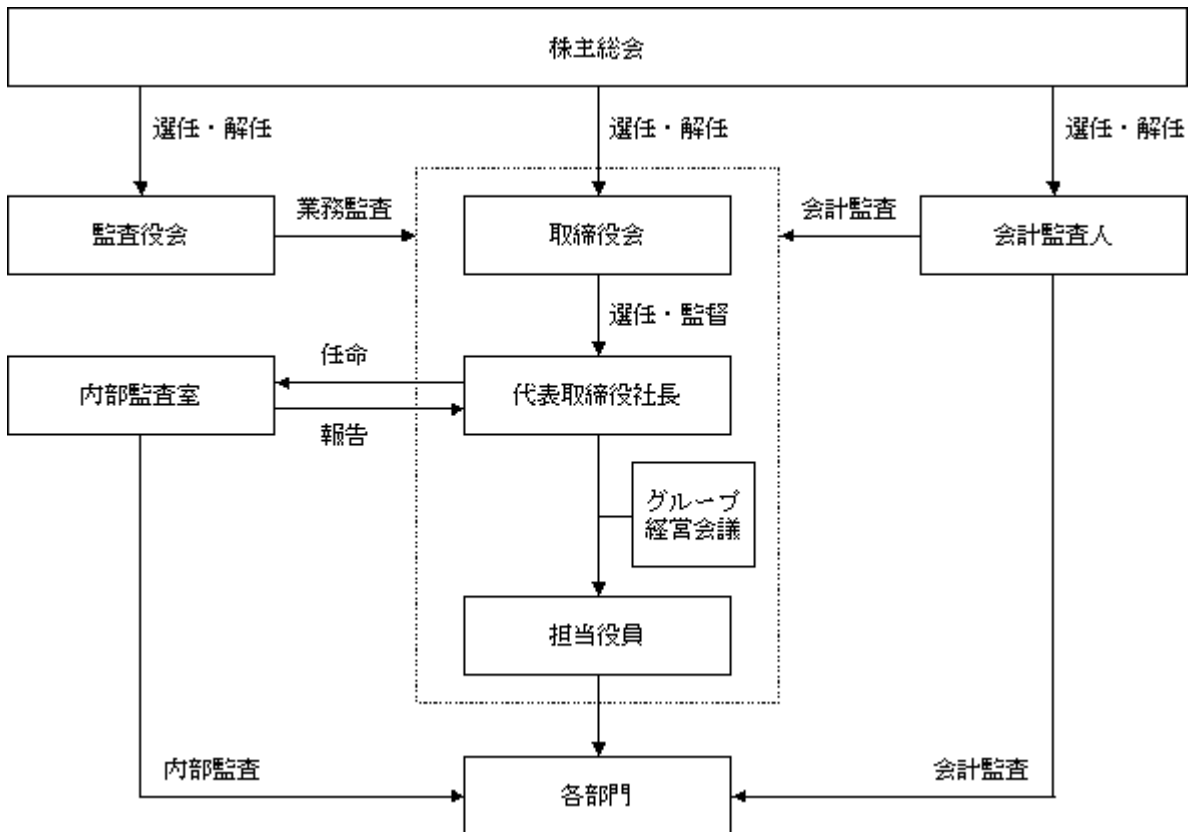 株主総会
選任・解任
選任・解任
選任・解任
監査役会
業務監査
取締役会
会計監査
会計監査人
選任・監督
任命
内部監査室
代表取締役社長
報告
グループ
経営会議
担当役員
内部監査
会計監査
各部門